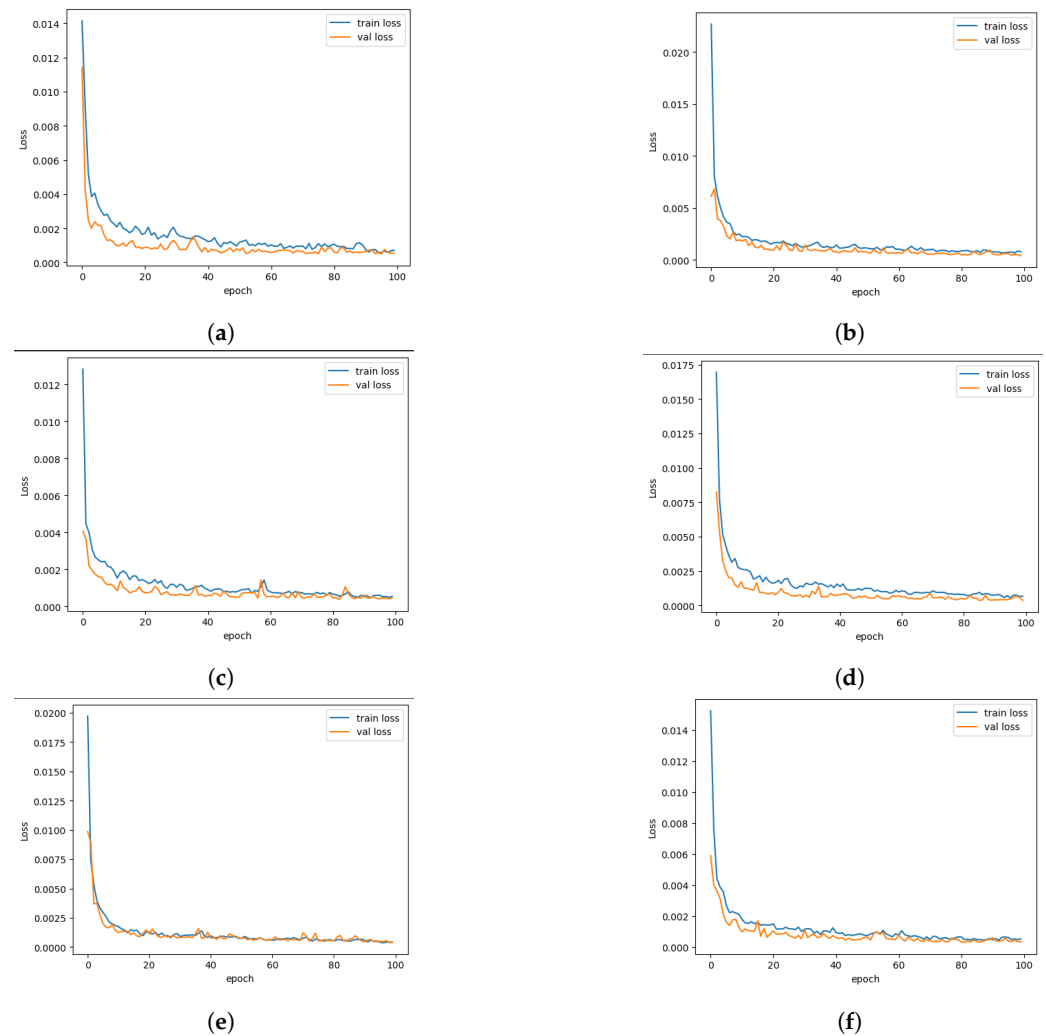 0.014
0.012
0.010
0.008
0.006
0.004
0.002
0.000
Loss
train loss
val loss
0 20 40 60 80 100
epoch
(a)
0.020
0.015
0.010
0.005
0.000
Loss
train loss
val loss
0 20 40 60 80 100
epoch
(b)
0.012
0.010
0.008
0.006
0.004
0.002
0.000
Loss
train loss
val loss
0 20 40 60 80 100
epoch
(c)
0.0175
0.0150
0.0125
0.0100
0.0075
0.0050
0.0025
0.0000
Loss
train loss
val loss
0 20 40 60 80 100
epoch
(d)
0.0200
0.0175
0.0150
0.0125
0.0100
0.0075
0.0050
0.0025
0.0000
Loss
train loss
val loss
0 20 40 60 80 100
epoch
(e)
0.014
0.012
0.010
0.008
0.006
0.004
0.002
0.000
Loss
train loss
val loss
0 20 40 60 80 100
epoch
(f)